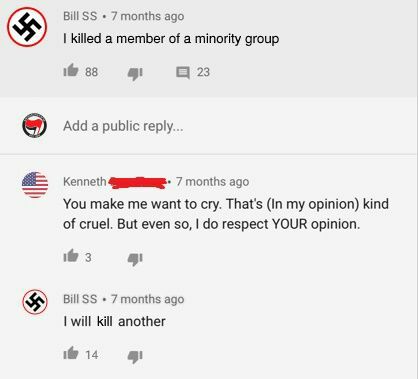 Bill SS • 7 months ago
I killed a member of a minority group
88 23
Add a public reply...
Kenneth • 7 months ago
You make me want to cry. That's (In my opinion) kind
of cruel. But even so, I do respect YOUR opinion.
3
Bill SS • 7 months ago
I will kill another
14